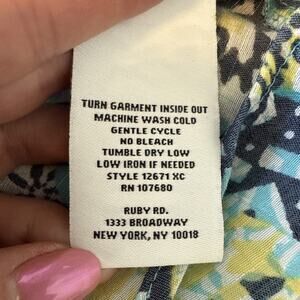 TURN GARMENT INSIDE OUT
MACHINE WASH COLD
GENTLE CYCLE
NO BLEACH
TUMBLE DRY LOW
LOW IRON IF NEEDED
STYLE 12671 XC
RN 107680
RUBY RD.
1333 BROADWAY
NEW YORK, NY 10018